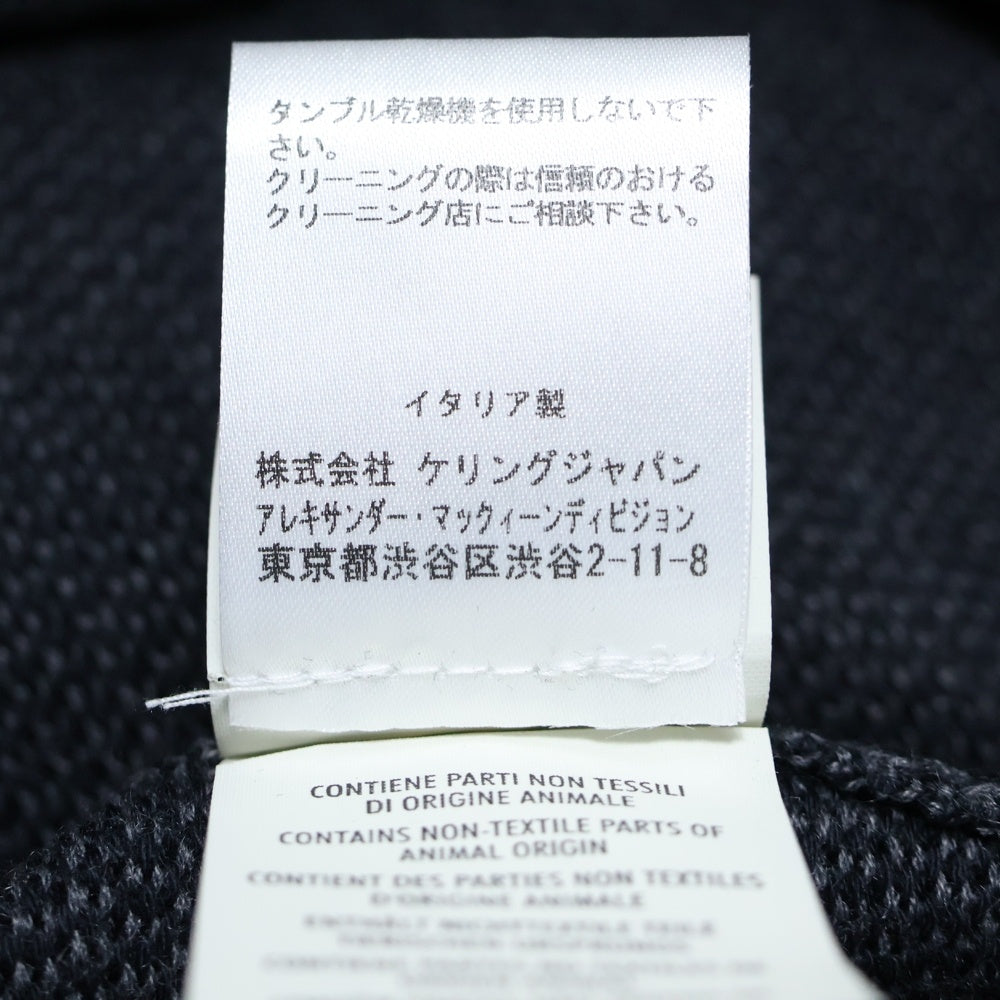 タンブル乾燥機を使用しないで下
さい。
クリーニングの際は信頼のおける
クリーニング店にご相談下さい。
イタリア製
株式会社 ケリングジャパン
アレキサンダー・マックィーンディビジョン
東京都渋谷区渋谷2-11-8
CONTIENE PARTI NON TESSILI
DI ORIGINE ANIMALE
CONTAINS NON-TEXTILE PARTS OF
ANIMAL ORIGIN
CONTIENT DES PARTIES NON TEXTILES
D'ORIGINE ANIMALE